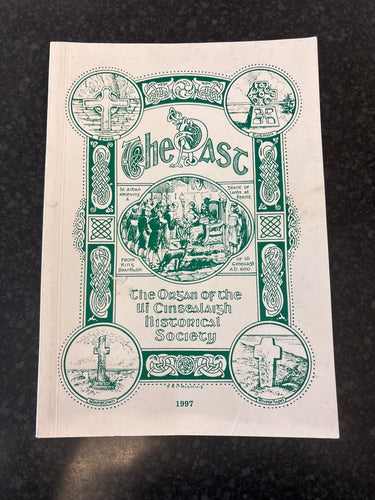 The Past
St Aidan
receiving
a
grant of
lands at
Ferns
from
King
Brandubh
of Uí
Cinsealaigh
A.D. 600
The Organ of the
Uí Cinsealaigh
Historical
Society
1997